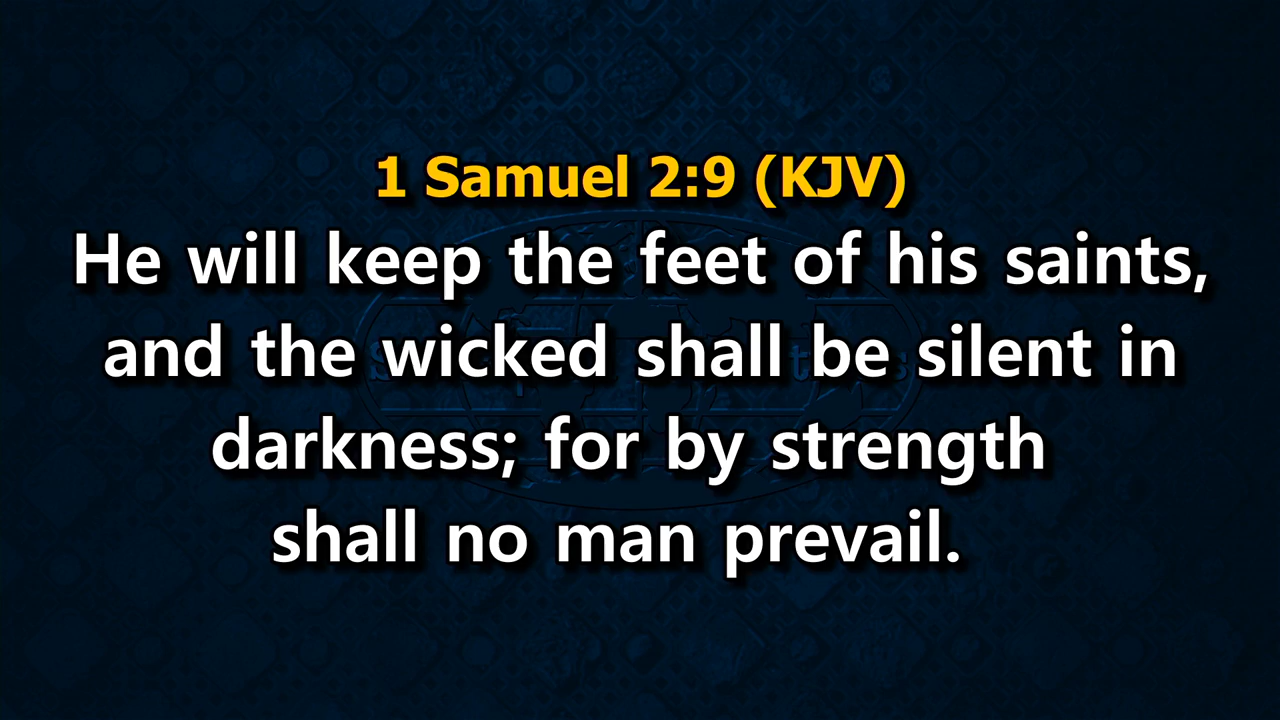 1 Samuel 2:9 (KJV)
He will keep the feet of his saints,
and the wicked shall be silent in
darkness; for by strength
shall no man prevail.